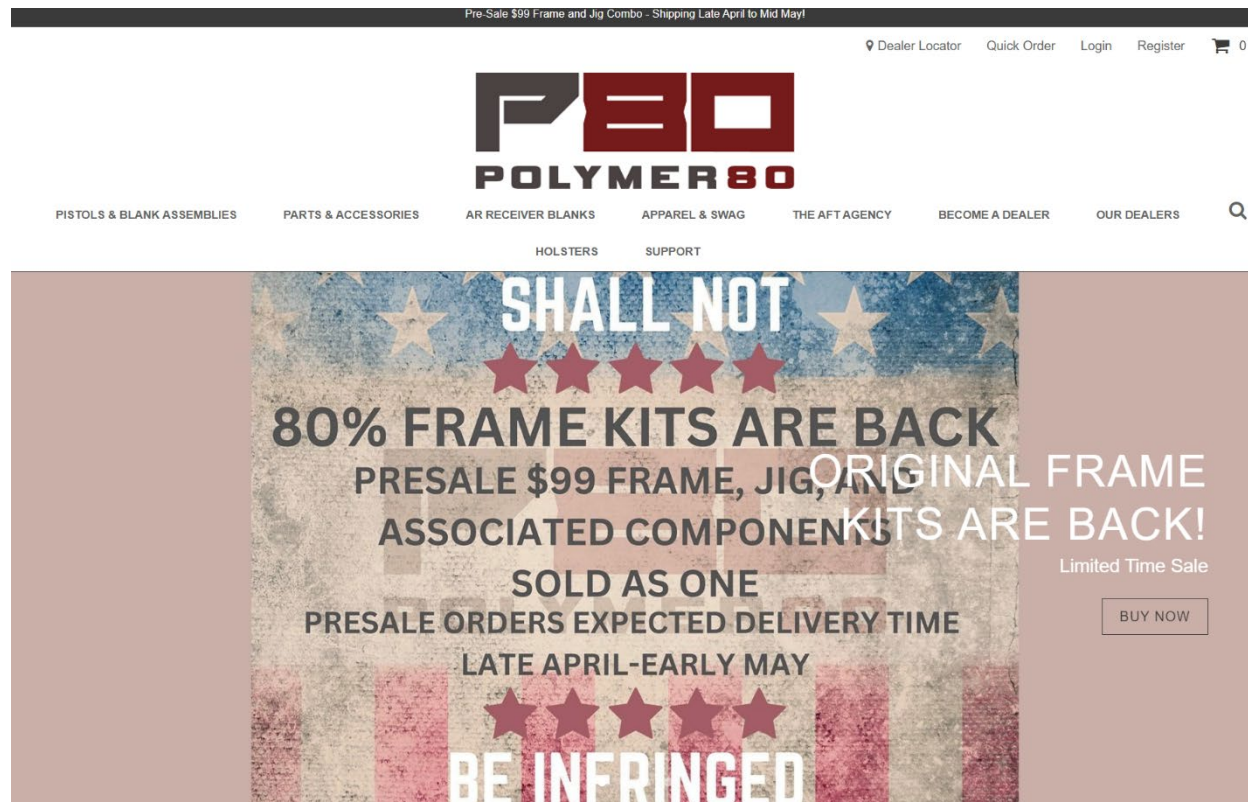 Pre-Sale $99 Frame and Jig Combo - Shipping Late April to Mid May!
Dealer Locator Quick Order Login Register 0
P80
POLYMER80
PISTOLS & BLANK ASSEMBLIES PARTS & ACCESSORIES AR RECEIVER BLANKS APPAREL & SWAG THE AFT AGENCY BECOME A DEALER OUR DEALERS
HOLSTERS SUPPORT
SHALL NOT
80% FRAME KITS ARE BACK
PRESALE $99 FRAME, JIG, AND
ASSOCIATED COMPONENTS
SOLD AS ONE
PRESALE ORDERS EXPECTED DELIVERY TIME
LATE APRIL-EARLY MAY
BE INFRINGED
P80
POLYMER80
ORIGINAL FRAME
KITS ARE BACK!
Limited Time Sale
BUY NOW